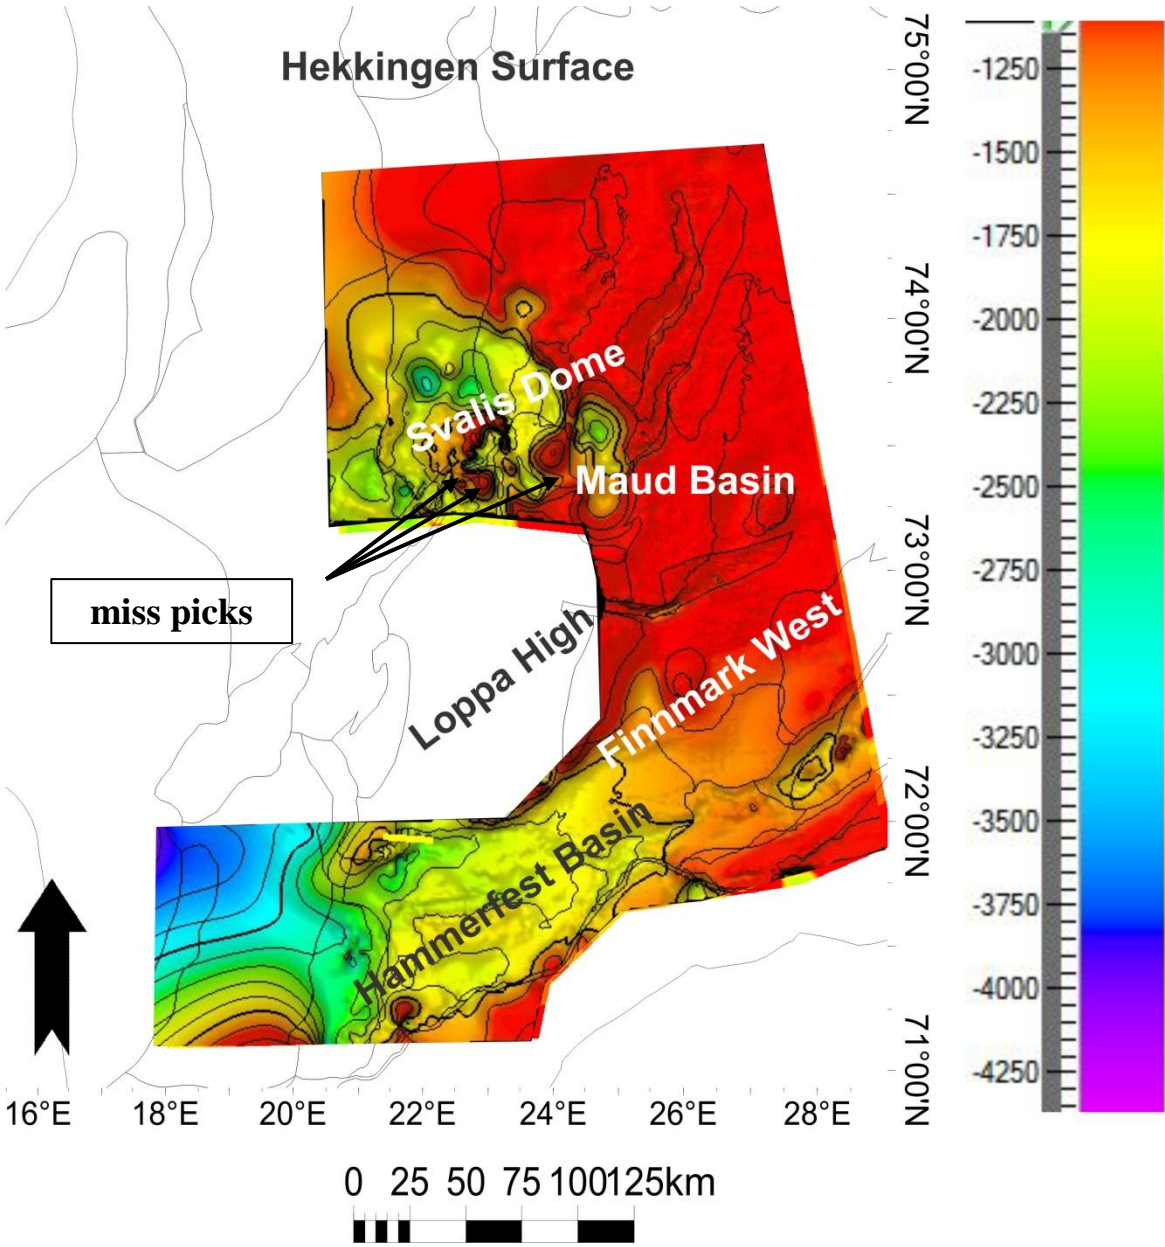 Hekkingen Surface
75°00'N
-1250
-1500
-1750
74°00'N
-2000
Svalis Dome
-2250
Maud Basin
-2500
73°00'N
miss picks
-2750
Loppa High
Finnmark West
-3000
-3250
72°00'N
Hammerfest Basin
-3500
-3750
-4000
71°00'N
-4250
16°E 18°E 20°E 22°E 24°E 26°E 28°E
0 25 50 75 100 125km